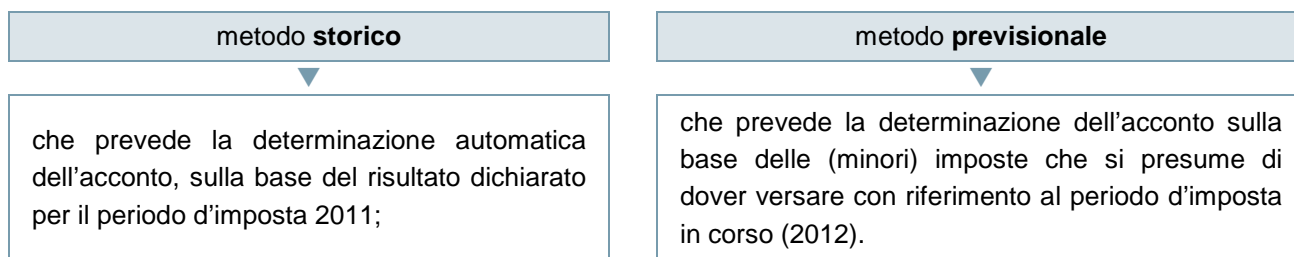 metodo storico
che prevede la determinazione automatica
dell’acconto, sulla base del risultato dichiarato
per il periodo d’imposta 2011;
metodo previsionale
che prevede la determinazione dell’acconto sulla
base delle (minori) imposte che si presume di
dover versare con riferimento al periodo d’imposta
in corso (2012).